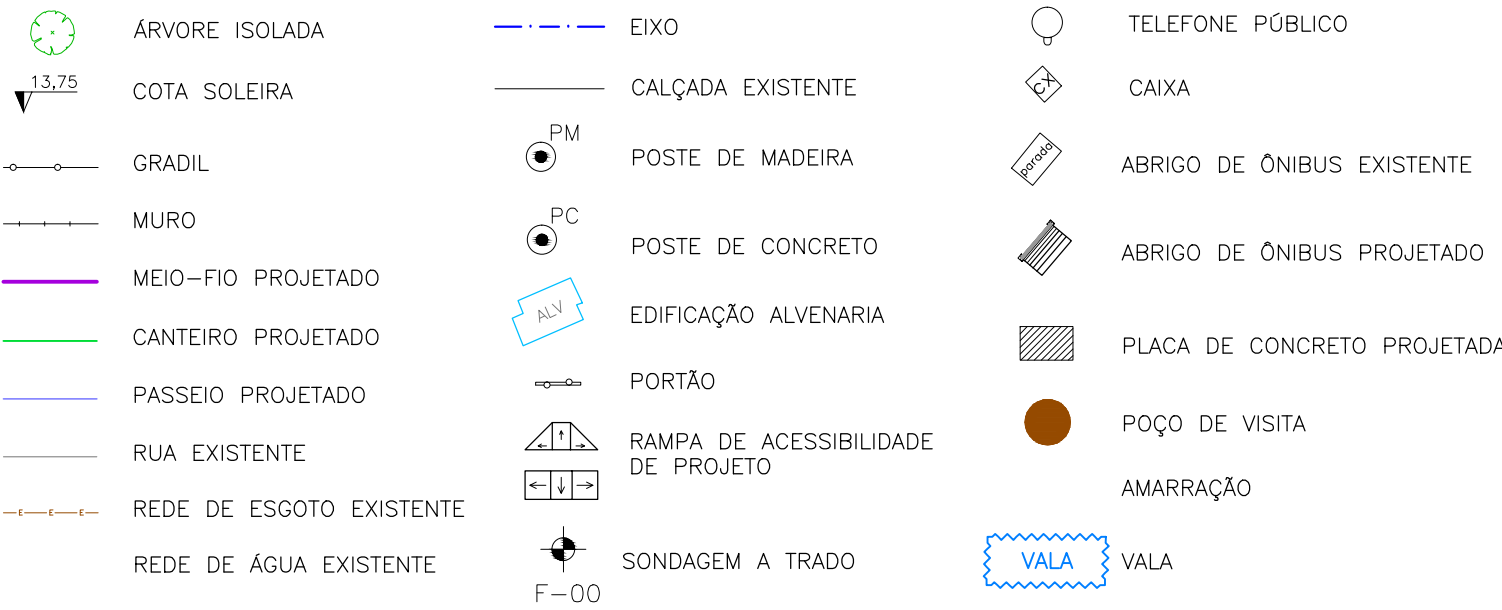 ÁRVORE ISOLADA
13,75
COTA SOLEIRA
GRADIL
MURO
MEIO-FIO PROJETADO
CANTEIRO PROJETADO
PASSEIO PROJETADO
RUA EXISTENTE
E E E
REDE DE ESGOTO EXISTENTE
REDE DE ÁGUA EXISTENTE
EIXO
CALÇADA EXISTENTE
PM
POSTE DE MADEIRA
PC
POSTE DE CONCRETO
ALV
EDIFICAÇÃO ALVENARIA
PORTÃO
RAMPA DE ACESSIBILIDADE
DE PROJETO
SONDAGEM A TRADO
F-00
TELEFONE PÚBLICO
CX
CAIXA
parada
ABRIGO DE ÔNIBUS EXISTENTE
ABRIGO DE ÔNIBUS PROJETADO
PLACA DE CONCRETO PROJETADA
POÇO DE VISITA
AMARRAÇÃO
VALA
VALA